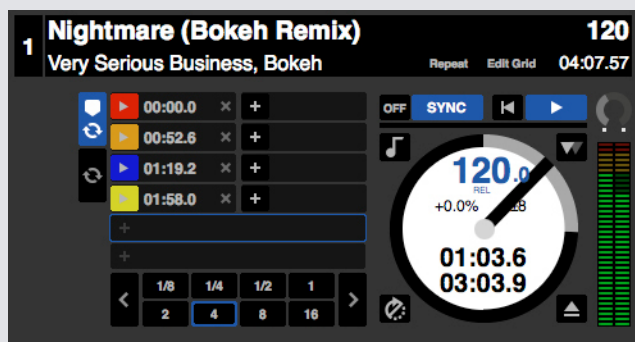 1
Nightmare (Bokeh Remix) 120
Very Serious Business, Bokeh Repeat Edit Grid 04:07.57
00:00.0 × + OFF SYNC
00:52.6 × +
01:19.2 × +
01:58.0 × +
+
+
120.0
REL
+0.0% 8
01:03.6
03:03.9
< 1/8 1/4 1/2 1 >
2 4 8 16